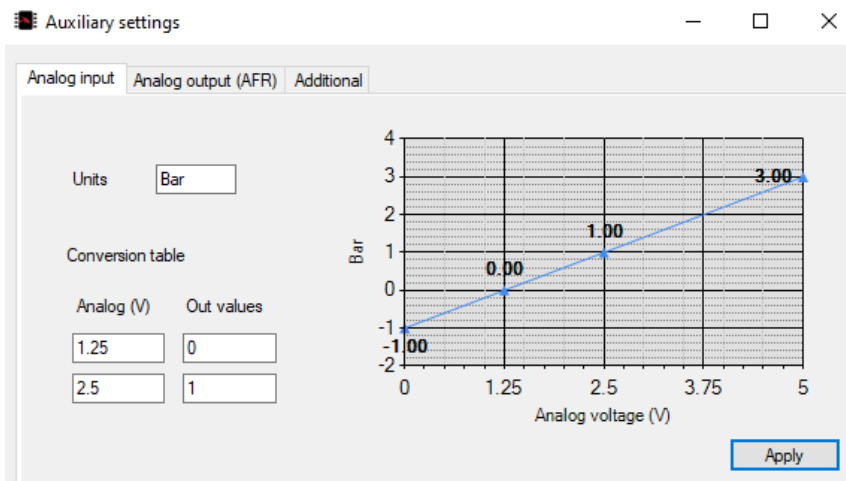 Auxiliary settings
Analog input Analog output (AFR) Additional
Units Bar
Conversion table
Analog (V) Out values
1.25 0
2.5 1
4
3
2
1
0
-1
-2
Bar
3.00
1.00
0.00
-1.00
0 1.25 2.5 3.75 5
Analog voltage (V)
Apply